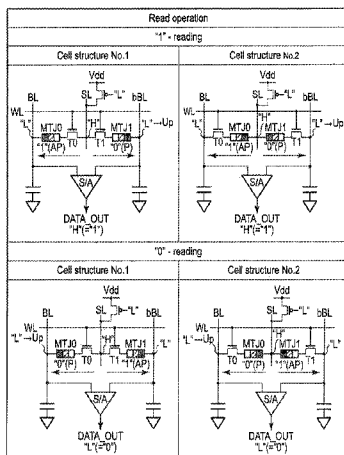 Read operation
"1" - reading
Cell structure No.1
Cell structure No.2
Vdd
Vdd
BL
SL
"L"
bBL
BL
SL
"L"
bBL
WL
WL
"L"
MTJ0
"H"
MTJ1
"L"→Up
"L"
MTJ0
"H"
MTJ1
"L"→Up
T0
T1
T0
T1
"1"(AP)
"0"(P)
"1"(AP)
"0"(P)
S/A
S/A
DATA_OUT
"H"(="1")
DATA_OUT
"H"(="1")
"0" - reading
Cell structure No.1
Cell structure No.2
Vdd
Vdd
BL
SL
"L"
bBL
BL
SL
"L"
bBL
WL
WL
"L"→Up
MTJ0
"H"
MTJ1
"L"
"L"→Up
MTJ0
"H"
MTJ1
"L"
T0
T1
T0
T1
"0"(P)
"1"(AP)
"0"(P)
"1"(AP)
S/A
S/A
DATA_OUT
"L"(="0")
DATA_OUT
"L"(="0")